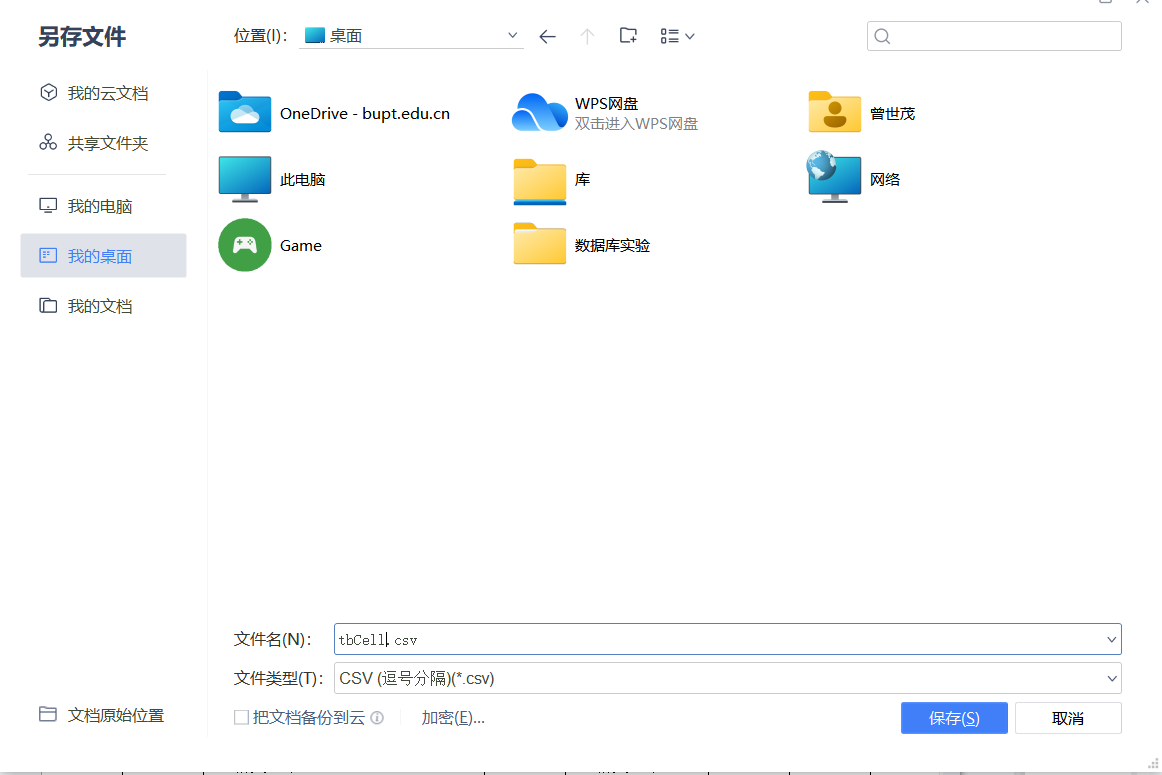 另存文件
位置(I)：
桌面
我的云文档
共享文件夹
我的电脑
我的桌面
我的文档
文档原始位置
OneDrive - bupt.edu.cn
WPS网盘
双击进入WPS网盘
曾世茂
此电脑
库
网络
Game
数据库实验
文件名(N)：
tbCell.csv
文件类型(T)：
CSV (逗号分隔)(*.csv)
把文档备份到云
加密(E)...
保存(S)
取消